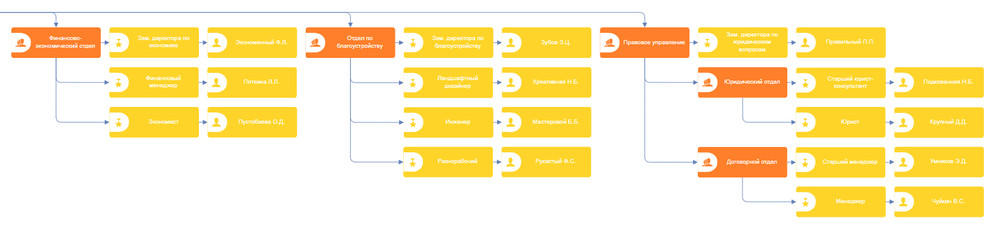 Финансово-
экономический отдел
Зам. директора по
экономике
Экономичный Ф.Л.
Финансовый
менеджер
Пяткина Л.Л.
Экономист
Пустобаева О.Д.
Отдел по
благоустройству
Зам. директора по
благоустройству
Зубов З.Ц.
Ландшафтный
дизайнер
Креативная Н.Б.
Инженер
Мастеровой Б.Б.
Разнорабочий
Рукастый Ф.С.
Правовое управление
Зам. директора по
юридическим
вопросам
Правильный П.П.
Юридический отдел
Старший юрист-
консультант
Подкованная Н.Б.
Юрист
Крупный Д.Д.
Договорной отдел
Старший менеджер
Умников Э.Д.
Менеджер
Чуйкин В.С.